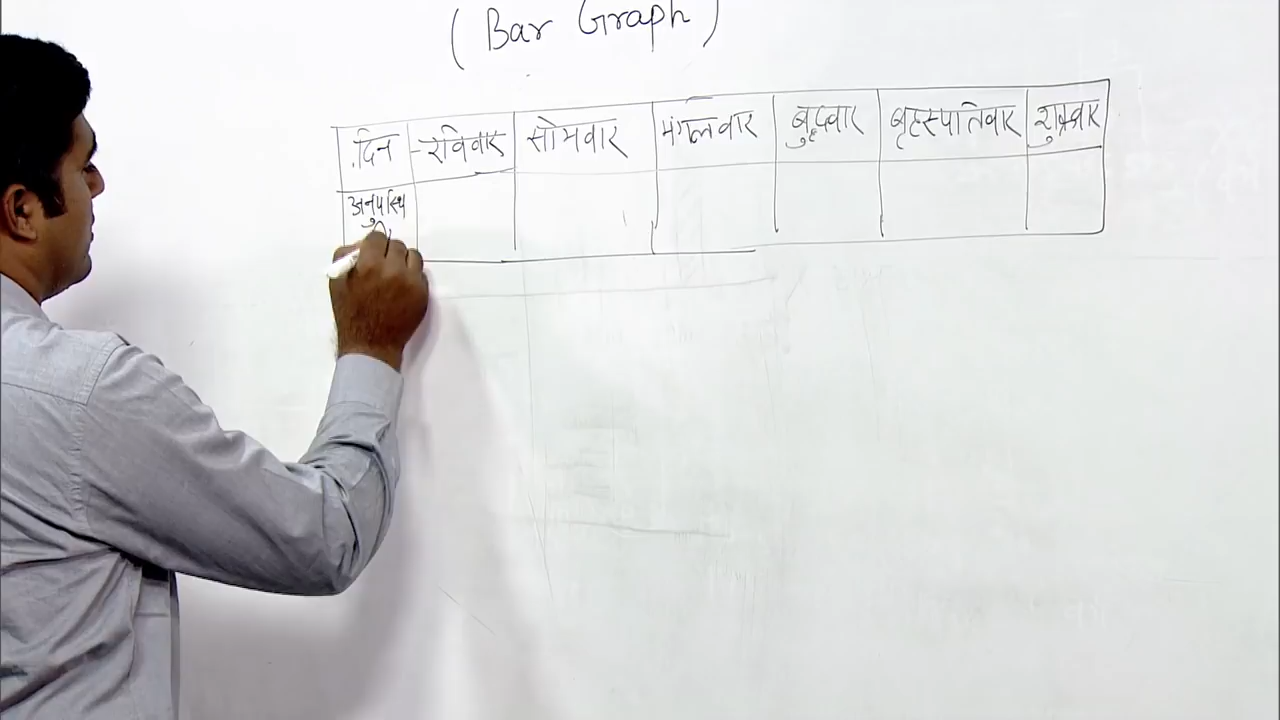 (Bar Graph)
दिन रविवार सोमवार मंगलवार बुद्धवार बृहस्पतिवार शुक्रवार
अनुपस्थि